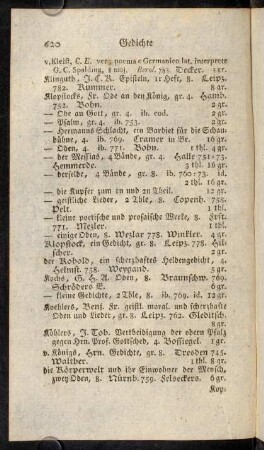 620 Gedichte
v. Kleist, C. E. vern poema e Germanico lat. interprete
G. C. Spalding, 8 maj. Berol. 783. Decker. 3 gr.
Klinguth, J. C. K. Episteln, 1r Heft, 8. Leipz.
782. Kummer. 8 gr.
Klopstocks, Fr. Ode an den König, gr. 4. Hamb.
752. Bohn. 2 gr.
— Ode an Gott, gr. 4. ib. cod. 2 gr.
— Psalm, gr. 4. ib. 753. 2 gr.
— Hermanns Schlacht, ein Bardiet für die Schau-
bühne, 4. ib. 769. Cramer in Br. 16 gr.
— Oden, 4. ib. 771. Bohn. 1 thl. 8 gr.
— der Messias, 4 Bände, gr. 4. Halle 751:73.
Hemmerde. 3 thl. 16 gr.
— derselbe, 4 Bände, gr. 8. ib. 760:73. id.
2 thl. 16 gr.
— die Kupfer zum 1n und 2n Theil. 12 gr.
— geistliche Lieder, 2 Thle, 8. Copenh. 758.
Pelt. 1 thl.
— kleine poetische und prosaische Werke, 8. Frft.
771. Mezler. 1 thl.
— einige Oden, 8. Wezlar 778. Winkler. 4 gr.
Klopstock, ein Gedicht, gr. 8. Leipz. 778. Hil-
scher. 2 gr.
der Kobold, ein scherzhaftes Heldengedicht, 4.
Helmst. 758. Weygand. 5 gr.
Kochs, G. H. A. Oden, 8. Braunschw. 769.
Schröders E. 6 gr.
— kleine Gedichte, 2 Thle, 8. ib. 769. id. 12 gr.
Koehlers, Benj. Fr. geistl. moral. und scherzhafte
Oden und Lieder, gr. 8. Leipz. 762. Gleditsch.
8 gr.
Köhlers, J. Tob. Vertheidigung der obern Pfalz
gegen Hrn. Prof. Gottsched, 4. Bossiegel. 1 gr.
v. Königs, Hrn. Gedichte, gr. 8. Dresden 745.
Walther. 1 thl. 8 gr.
die Körperwelt und ihr Einwohner der Mensch,
zwey Oden, 8. Nürnb. 759. Felseckers. 6 gr.
Kop-